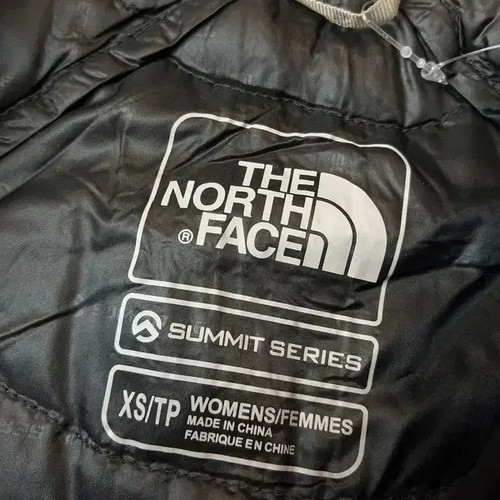 THE
NORTH
® FACE
SUMMIT SERIES
XS/TP WOMENS/FEMMES
MADE IN CHINA
FABRIQUE EN CHINE